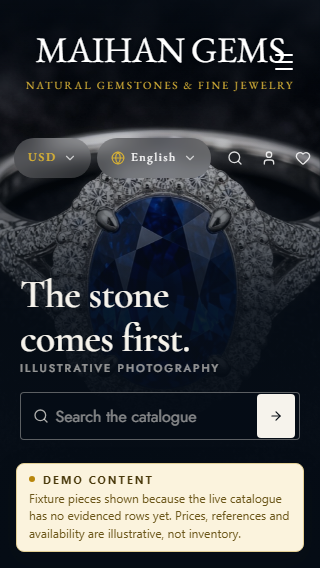 MAIHAN GEMS
NATURAL GEMSTONES & FINE JEWELRY
USD
English
The stone
comes first.
ILLUSTRATIVE PHOTOGRAPHY
Search the catalogue
DEMO CONTENT
Fixture pieces shown because the live catalogue
has no evidenced rows yet. Prices, references and
availability are illustrative, not inventory.